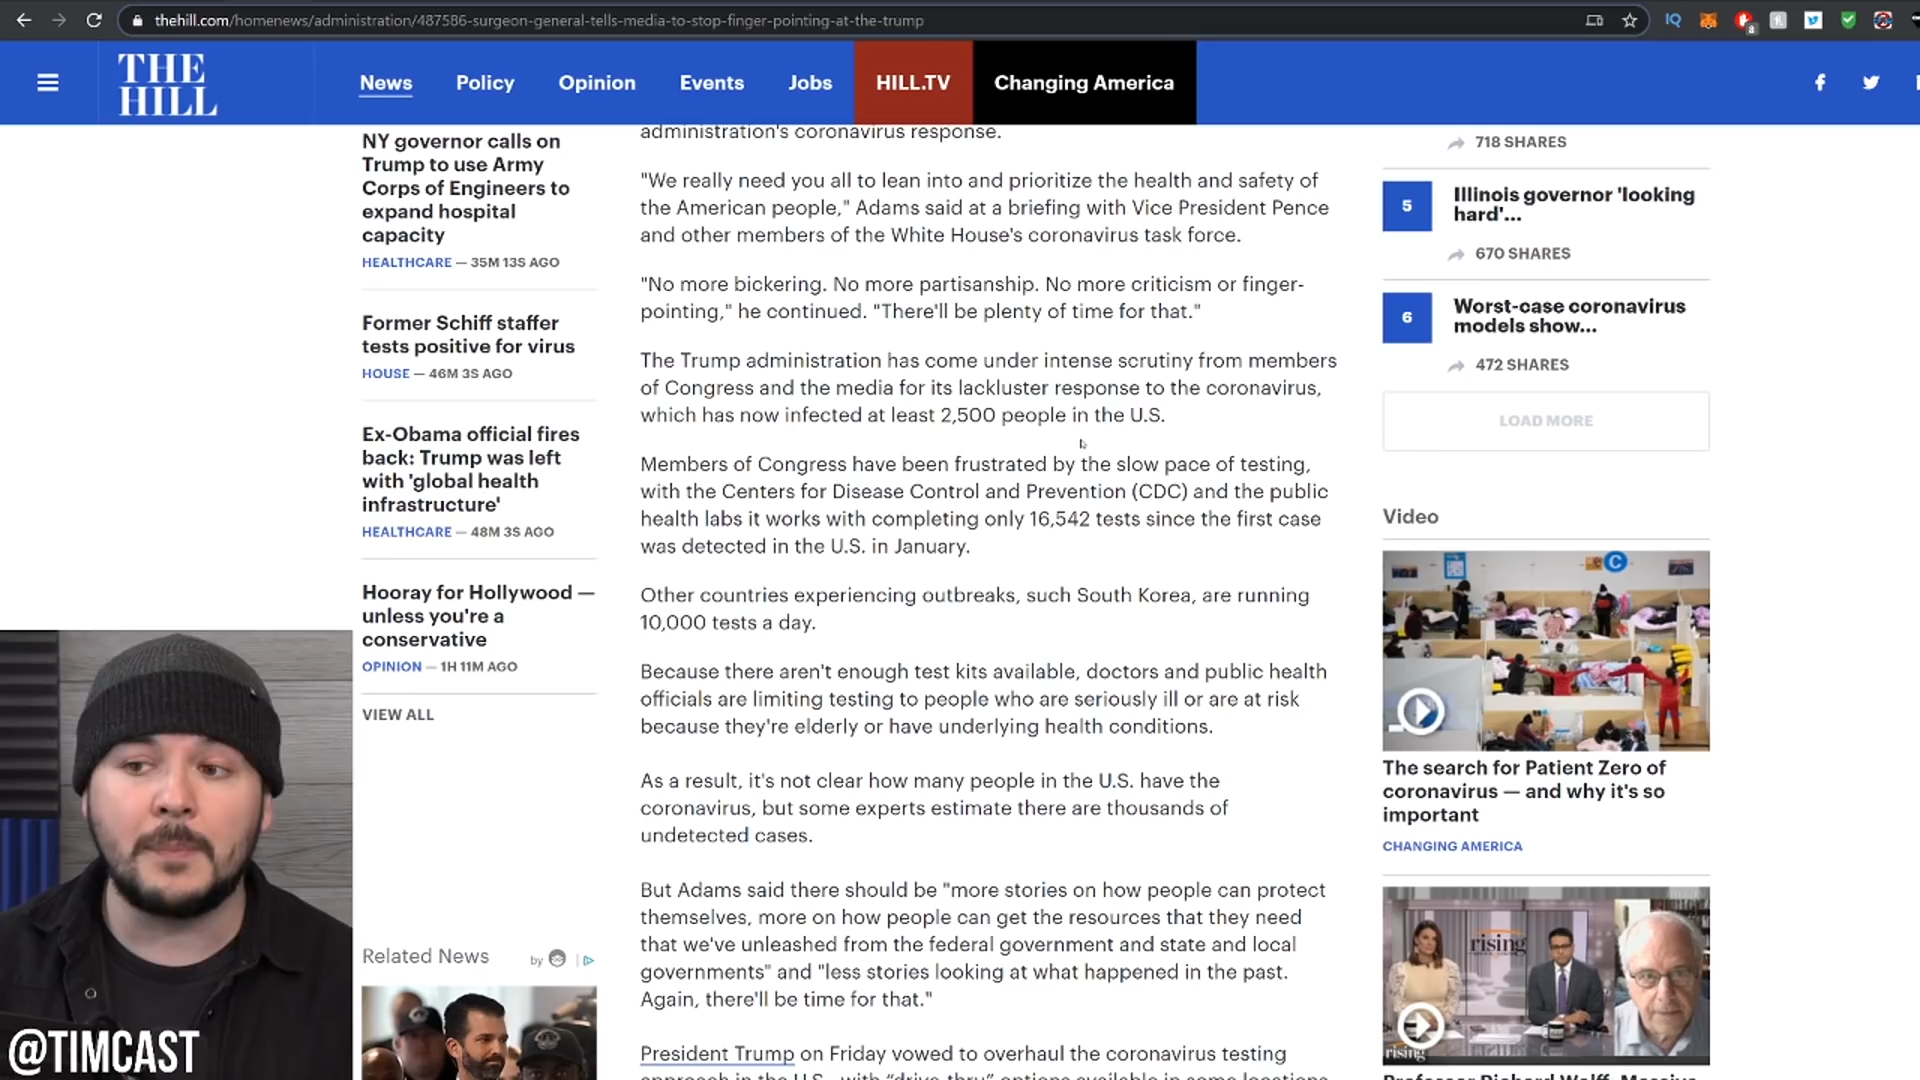 thehill.com/homenews/administration/487586-surgeon-general-tells-media-to-stop-finger-pointing-at-the-trump
IQ
8
THE
HILL
News
Policy
Opinion
Events
Jobs
HILL.TV
Changing America
NY governor calls on
Trump to use Army
Corps of Engineers to
expand hospital
capacity
HEALTHCARE — 35M 13S AGO
Former Schiff staffer
tests positive for virus
HOUSE — 46M 3S AGO
Ex-Obama official fires
back: Trump was left
with 'global health
infrastructure'
HEALTHCARE — 48M 3S AGO
Hooray for Hollywood —
unless you're a
conservative
OPINION — 1H 11M AGO
VIEW ALL
Related News
by
@TIMCAST
administration's coronavirus response.
"We really need you all to lean into and prioritize the health and safety of
the American people," Adams said at a briefing with Vice President Pence
and other members of the White House's coronavirus task force.
"No more bickering. No more partisanship. No more criticism or finger-
pointing," he continued. "There'll be plenty of time for that."
The Trump administration has come under intense scrutiny from members
of Congress and the media for its lackluster response to the coronavirus,
which has now infected at least 2,500 people in the U.S.
Members of Congress have been frustrated by the slow pace of testing,
with the Centers for Disease Control and Prevention (CDC) and the public
health labs it works with completing only 16,542 tests since the first case
was detected in the U.S. in January.
Other countries experiencing outbreaks, such South Korea, are running
10,000 tests a day.
Because there aren't enough test kits available, doctors and public health
officials are limiting testing to people who are seriously ill or are at risk
because they're elderly or have underlying health conditions.
As a result, it's not clear how many people in the U.S. have the
coronavirus, but some experts estimate there are thousands of
undetected cases.
But Adams said there should be "more stories on how people can protect
themselves, more on how people can get the resources that they need
that we've unleashed from the federal government and state and local
governments" and "less stories looking at what happened in the past.
Again, there'll be time for that."
President Trump on Friday vowed to overhaul the coronavirus testing
approach in the U.S., with "drive-thru" options available in some locations
718 SHARES
5
Illinois governor 'looking
hard'...
670 SHARES
6
Worst-case coronavirus
models show...
472 SHARES
LOAD MORE
Video
C
The search for Patient Zero of
coronavirus — and why it's so
important
CHANGING AMERICA
rising
rising
Professor Richard Wolff: Massive